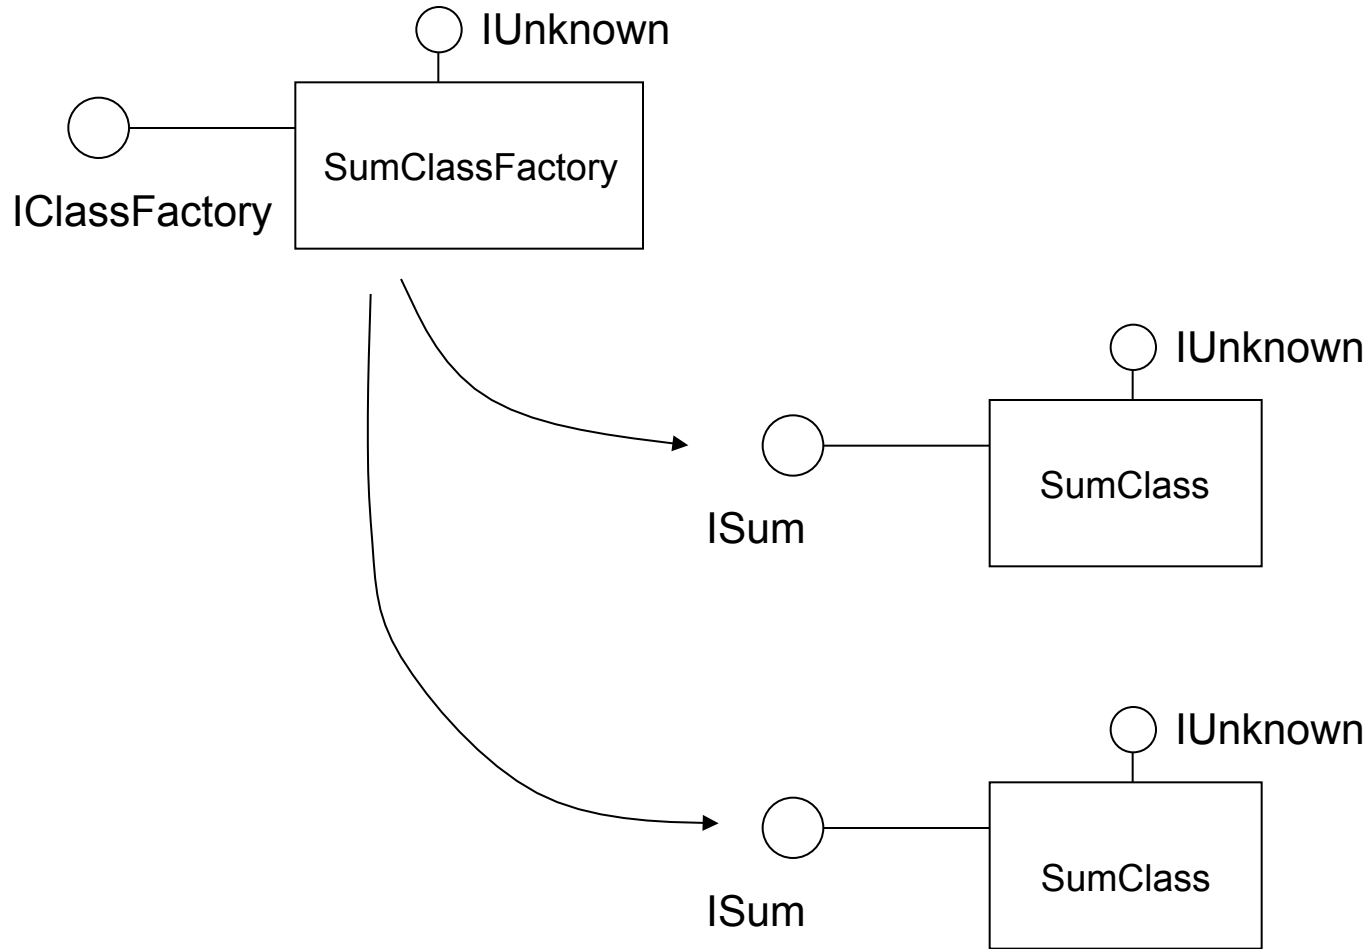 IUnknown
SumClassFactory
IClassFactory
IUnknown
SumClass
ISum
IUnknown
SumClass
ISum